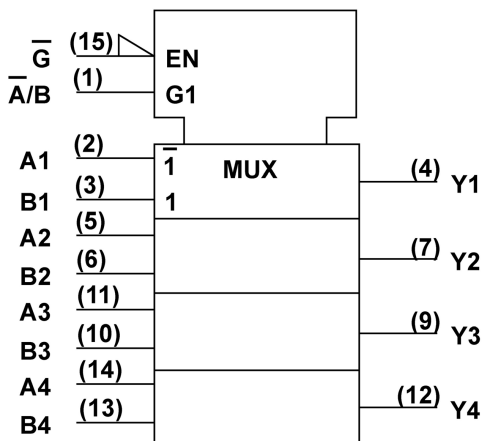 G̅ (15) EN
A̅/B (1) G1
A1 (2) 1̅ MUX
(4) Y1
B1 (3) 1
A2 (5)
B2 (6)
(7) Y2
A3 (11)
B3 (10)
(9) Y3
A4 (14)
B4 (13)
(12) Y4